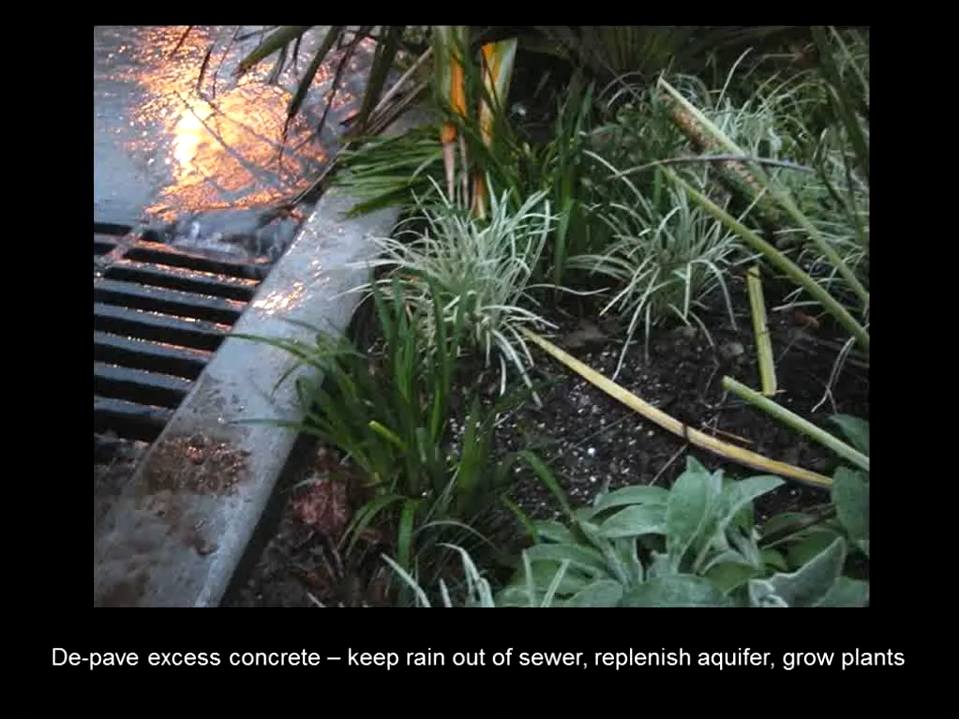 De-pave excess concrete – keep rain out of sewer, replenish aquifer, grow plants